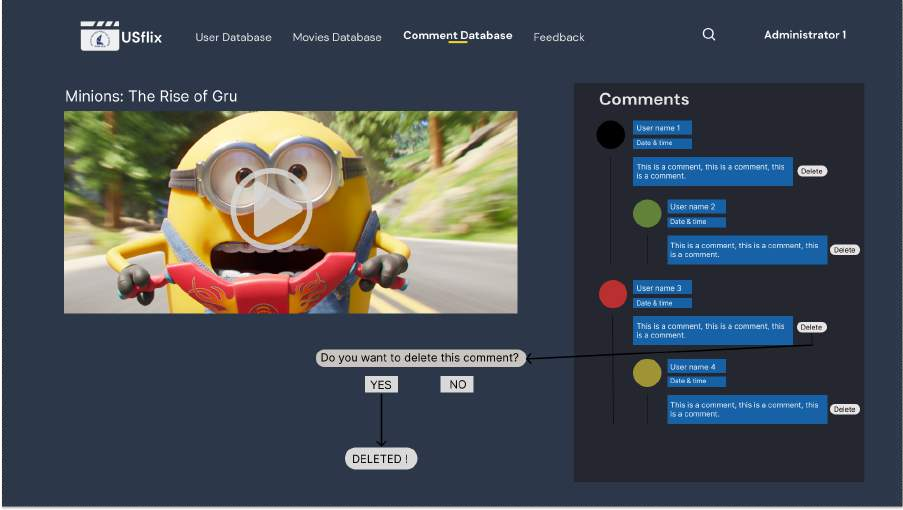 USflix
User Database
Movies Database
Comment Database
Feedback
Administrator 1
Minions: The Rise of Gru
Comments
User name 1
Date & time
This is a comment, this is a comment, this
is a comment.
Delete
User name 2
Date & time
This is a comment, this is a comment, this
is a comment.
Delete
User name 3
Date & time
This is a comment, this is a comment, this
is a comment.
Delete
User name 4
Date & time
This is a comment, this is a comment, this
is a comment.
Delete
Do you want to delete this comment?
YES
NO
DELETED !